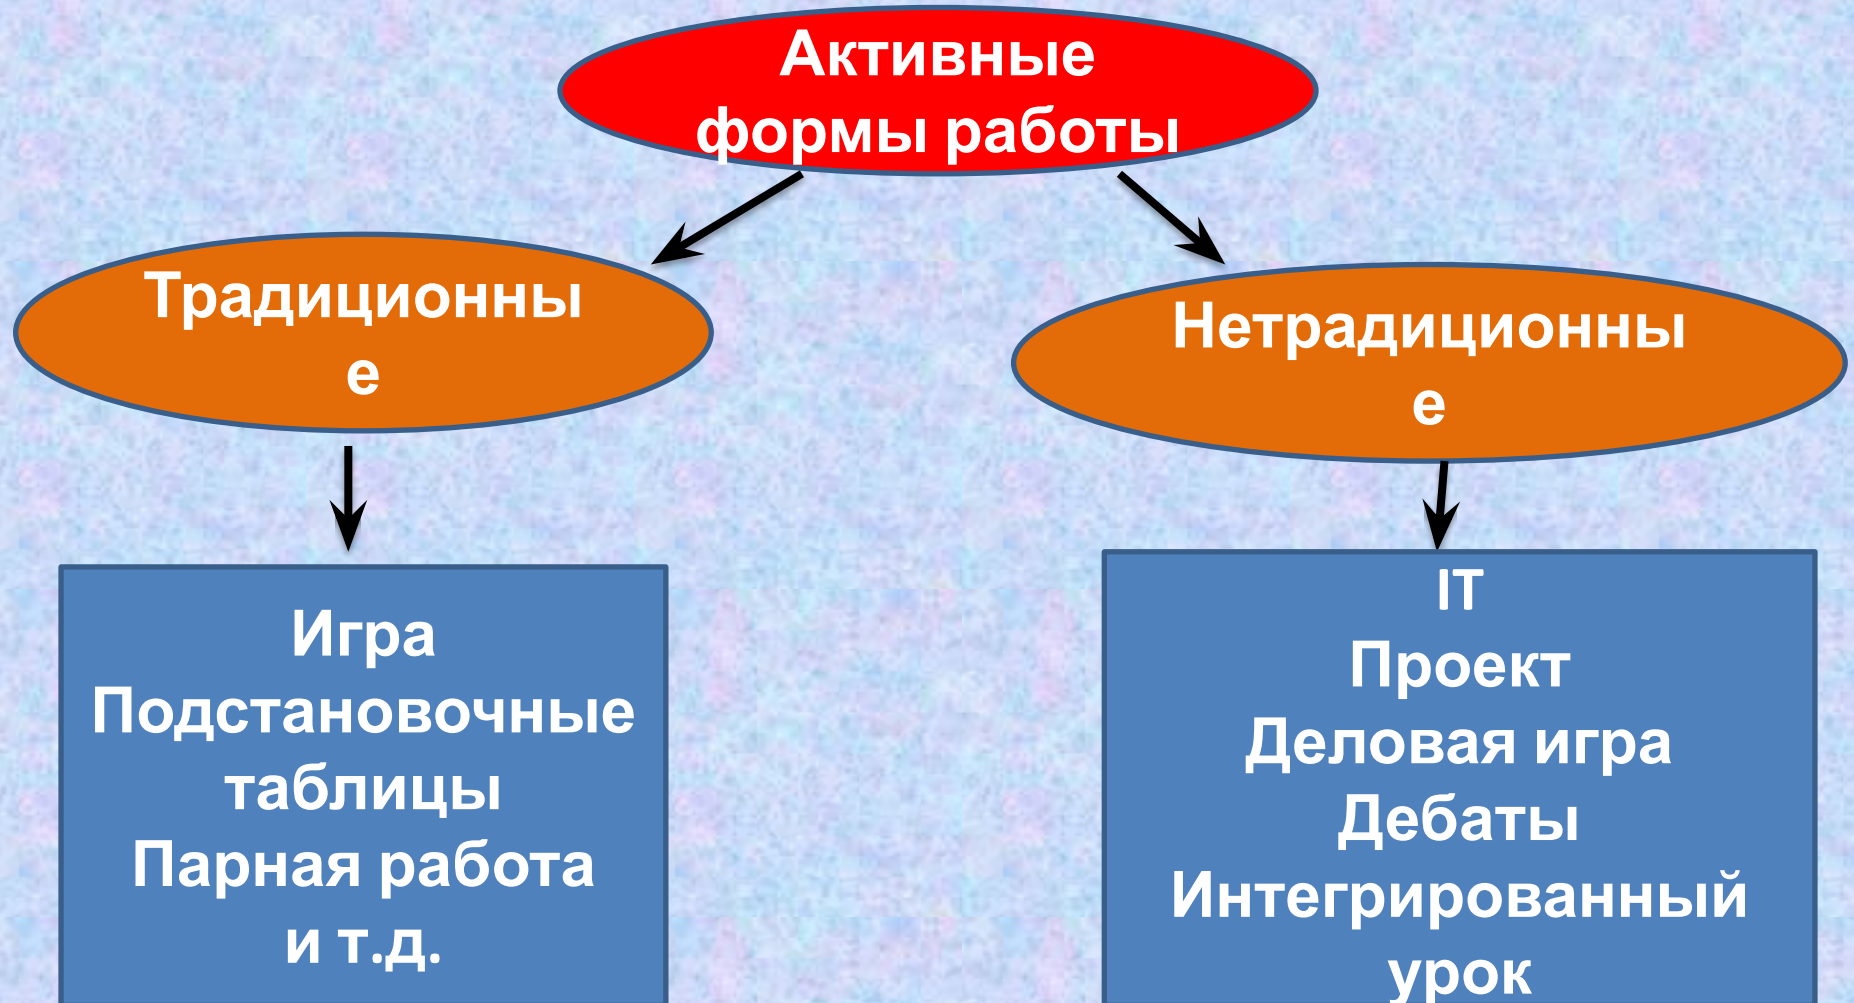 Активные
формы работы
Традиционны
е
Нетрадиционны
е
Игра
Подстановочные
таблицы
Парная работа
и т.д.
IT
Проект
Деловая игра
Дебаты
Интегрированный
урок